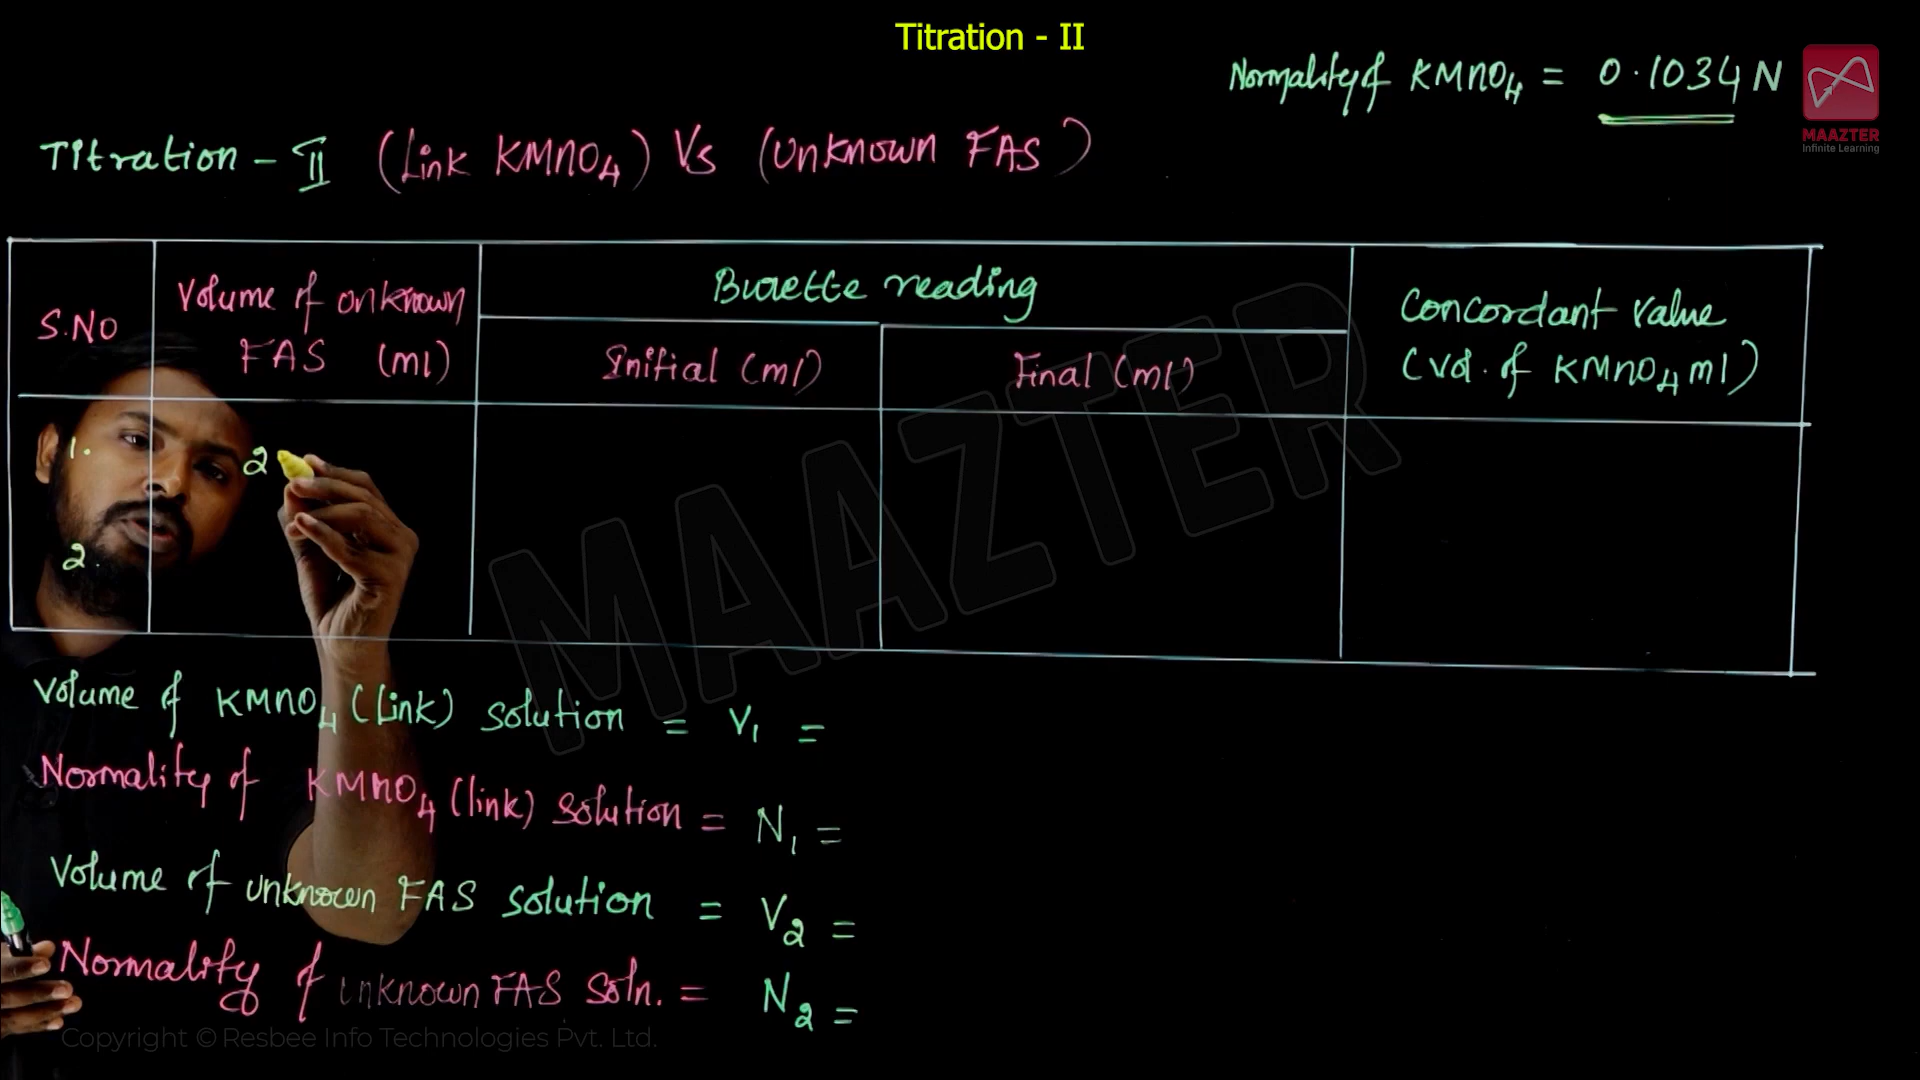 Titration - II
Normality of KMnO4 = 0.1034 N
MAAZTER
Infinite Learning
Titration - II (Link KMnO4) Vs (Unknown FAS)
S.NO
Volume of unknown FAS (ml)
Burette reading
Initial (ml)
Final (ml)
Concordant value (vol. of KMnO4 ml)
1.
2
2.
MAAZTER
Volume of KMnO4 (Link) solution = V1 =
Normality of KMnO4 (link) solution = N1 =
Volume of unknown FAS solution = V2 =
Normality of unknown FAS soln. = N2 =
Copyright © Resbee Info Technologies Pvt. Ltd.